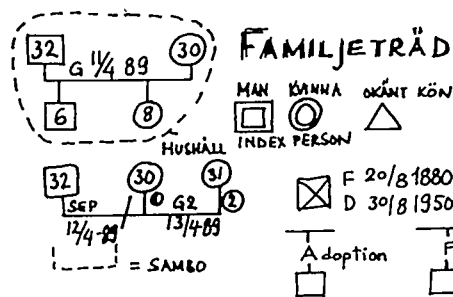 32
30
FAMILJETRÄD
G 11/4 89
6
8
MAN KVINNA OKÄNT KÖN
INDEX PERSON
HUSHÅLL
32
30
31
SEP
G2
2
12/4-89
13/4-89
= SAMBO
F 20/8 1880
D 30/8 1950
Adoption
F